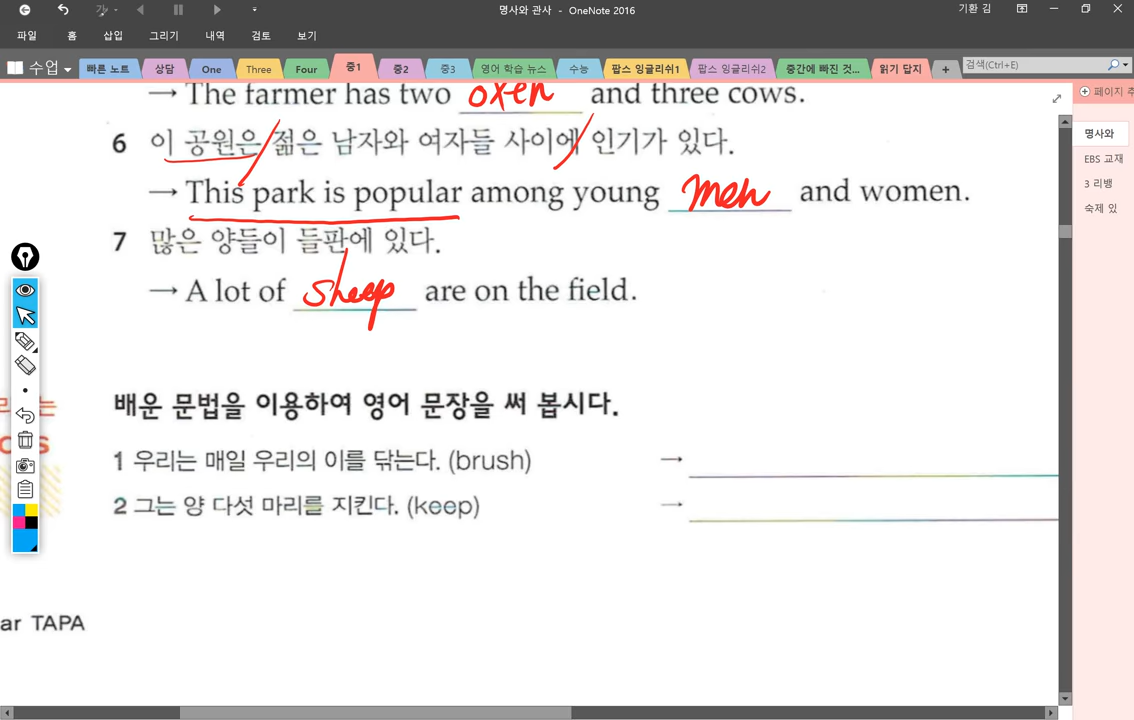 명사와 관사 - OneNote 2016
기환 김
파일 홈 삽입 그리기 내역 검토 보기
수업 빠른 노트 상담 One Three Four 중1 중2 중3 영어 학습 뉴스 수능 팝스 잉글리쉬1 팝스 잉글리쉬2 중간에 빠진 것... 읽기 답지 + 검색(Ctrl+E)
→ The farmer has two oxen and three cows.
페이지 추
6 이 공원은 젊은 남자와 여자들 사이에 인기가 있다.
명사와
EBS 교재
→ This park is popular among young men and women.
3 리뱅
숙제 있
7 많은 양들이 들판에 있다.
→ A lot of sheep are on the field.
배운 문법을 이용하여 영어 문장을 써 봅시다.
1 우리는 매일 우리의 이를 닦는다. (brush) →
2 그는 양 다섯 마리를 지킨다. (keep) →
ar TAPA